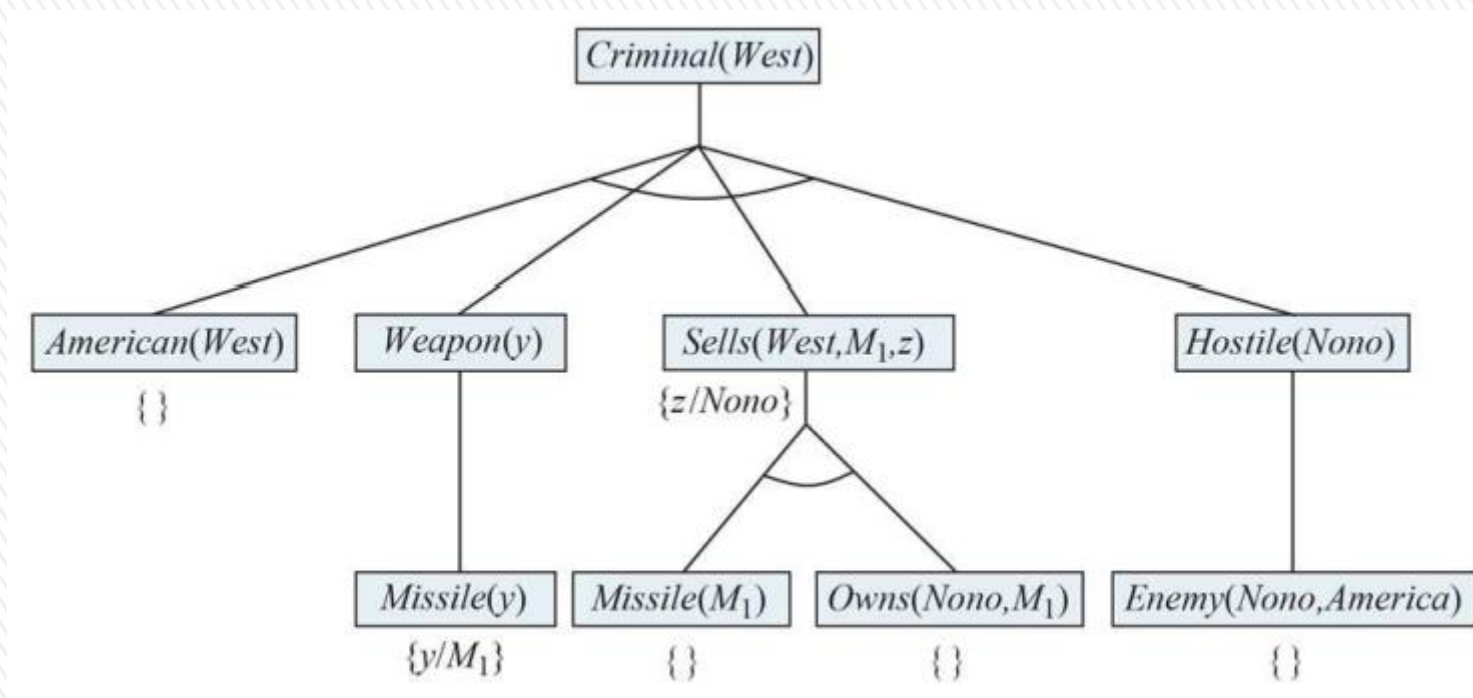 Criminal(West)
American(West)
Weapon(y)
Sells(West,M₁,z)
Hostile(Nono)
{ }
{z/Nono}
Missile(y)
Missile(M₁)
Owns(Nono,M₁)
Enemy(Nono,America)
{y/M₁}
{ }
{ }
{ }